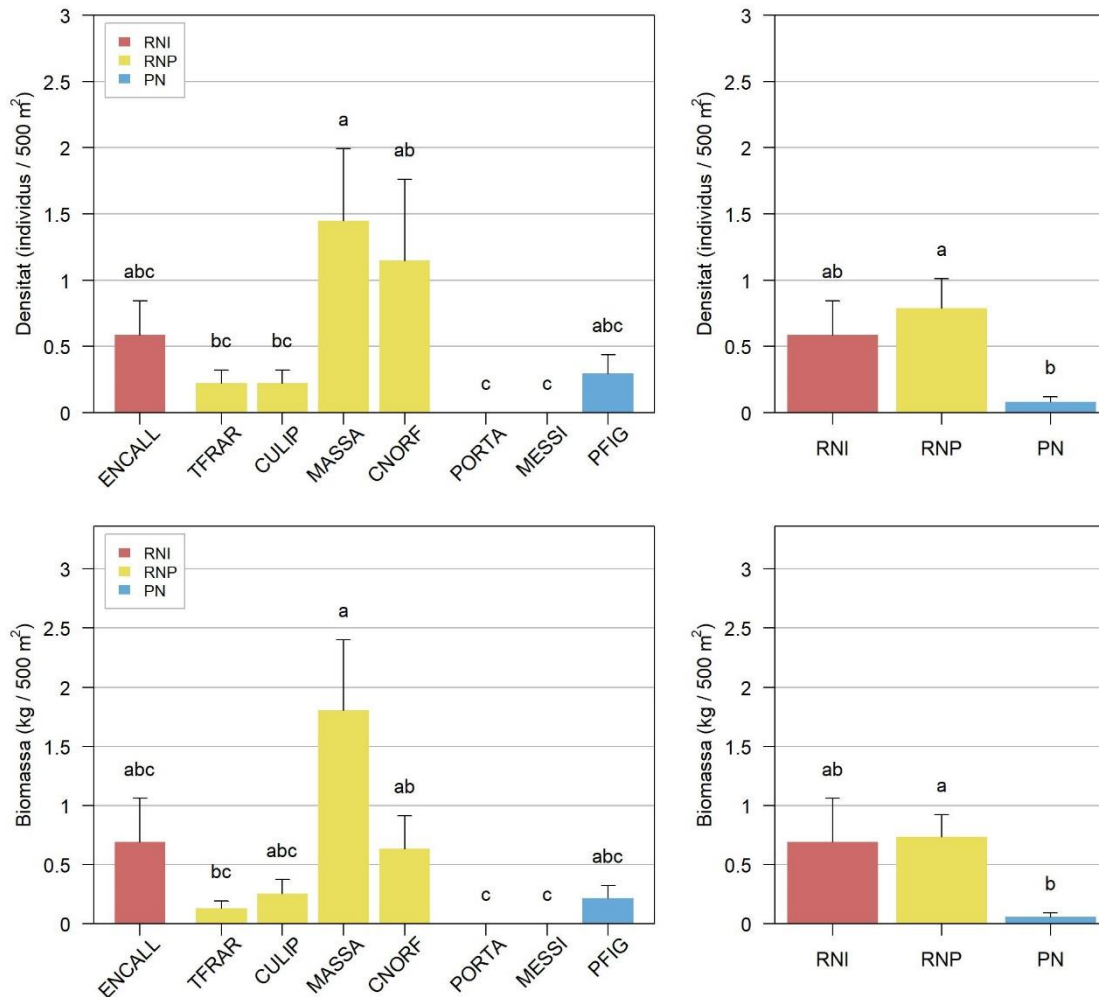 Densitat (individus / 500 m²)
3
2.5
2
1.5
1
0.5
0
RNI
RNP
PN
abc
bc
bc
a
ab
c
c
abc
ENCALL
TFRAR
CULIP
MASSA
CNORF
PORTA
MESSI
PFIG
Densitat (individus / 500 m²)
3
2.5
2
1.5
1
0.5
0
ab
a
b
RNI
RNP
PN
Biomassa (kg / 500 m²)
3
2.5
2
1.5
1
0.5
0
RNI
RNP
PN
abc
bc
abc
a
ab
c
c
abc
ENCALL
TFRAR
CULIP
MASSA
CNORF
PORTA
MESSI
PFIG
Biomassa (kg / 500 m²)
3
2.5
2
1.5
1
0.5
0
ab
a
b
RNI
RNP
PN